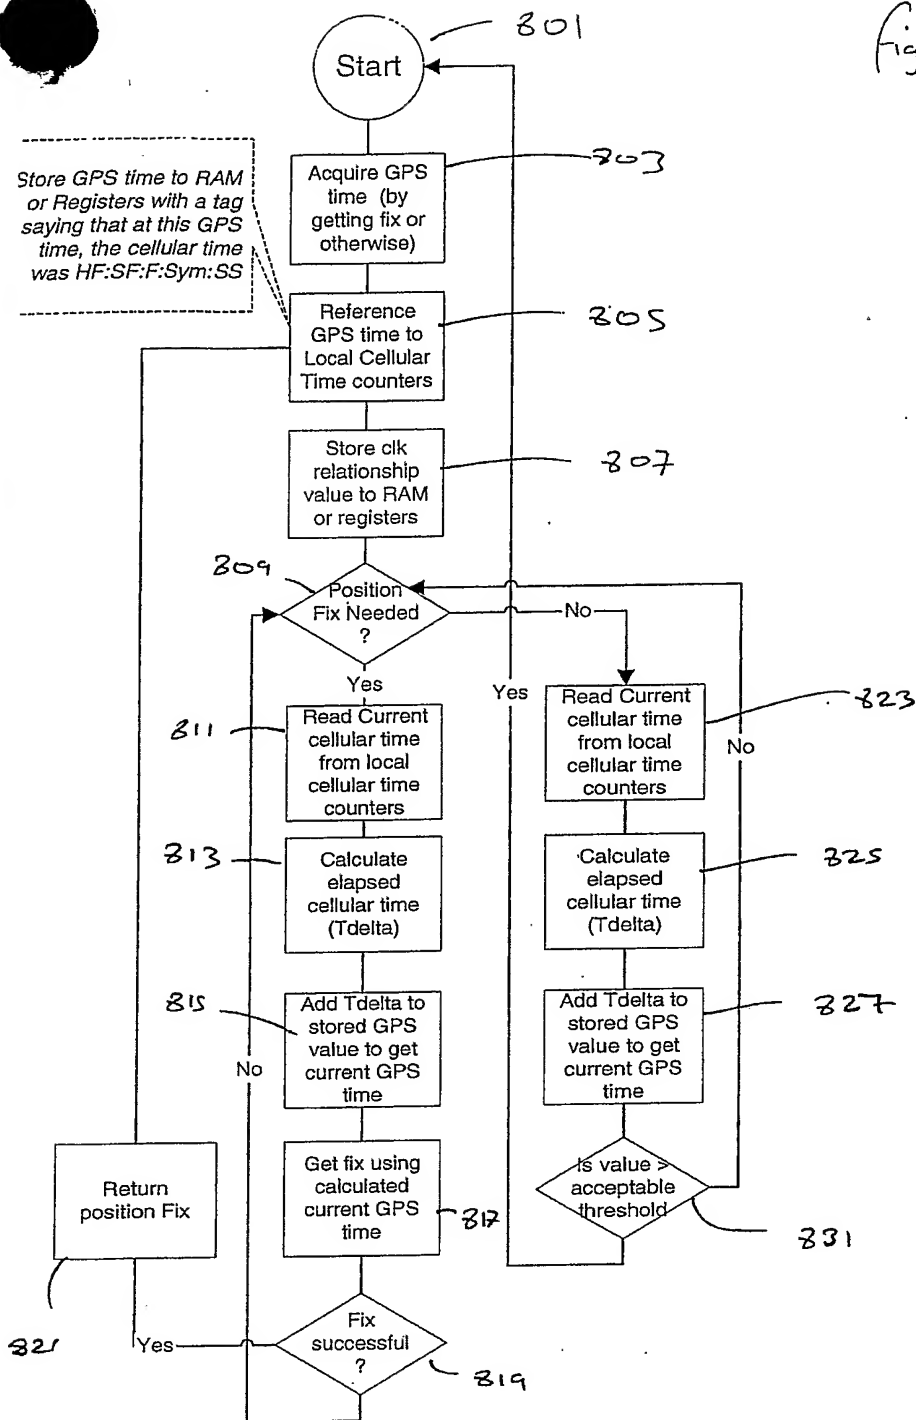 801
Fig
Start
803
Acquire GPS
time (by
getting fix or
otherwise)
Store GPS time to RAM
or Registers with a tag
saying that at this GPS
time, the cellular time
was HF:SF:F:Sym:SS
805
Reference
GPS time to
Local Cellular
Time counters
807
Store clk
relationship
value to RAM
or registers
809
Position
Fix Needed
?
No
Yes
Yes
811
Read Current
cellular time
from local
cellular time
counters
823
Read Current
cellular time
from local
cellular time
counters
No
813
Calculate
elapsed
cellular time
(Tdelta)
825
Calculate
elapsed
cellular time
(Tdelta)
815
Add Tdelta to
stored GPS
value to get
current GPS
time
827
Add Tdelta to
stored GPS
value to get
current GPS
time
No
Return
position Fix
Get fix using
calculated
current GPS
time
817
Is value >
acceptable
threshold
831
821
Yes
Fix
successful
?
819